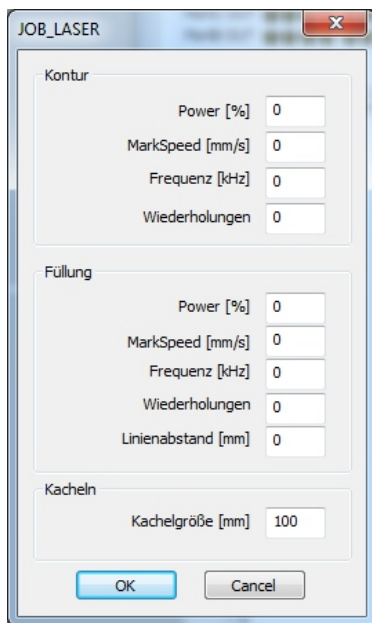 JOB_LASER
Kontur
Power [%] 0
MarkSpeed [mm/s] 0
Frequenz [kHz] 0
Wiederholungen 0
Füllung
Power [%] 0
MarkSpeed [mm/s] 0
Frequenz [kHz] 0
Wiederholungen 0
Linienabstand [mm] 0
Kacheln
Kachelgröße [mm] 100
OK Cancel